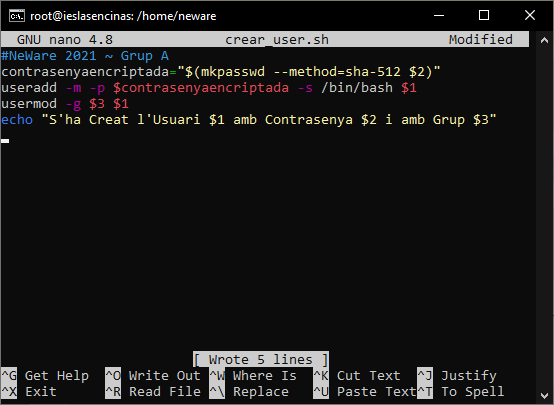 root@ieslasencinas: /home/neware
GNU nano 4.8 crear_user.sh Modified
#NeWare 2021 ~ Grup A
contrasenyaencriptada="$(mkpasswd --method=sha-512 $2)"
useradd -m -p $contrasenyaencriptada -s /bin/bash $1
usermod -g $3 $1
echo "S'ha Creat l'Usuari $1 amb Contrasenya $2 i amb Grup $3"
[ Wrote 5 lines ]
^G Get Help ^O Write Out ^W Where Is ^K Cut Text ^J Justify
^X Exit ^R Read File ^\ Replace ^U Paste Text ^T To Spell